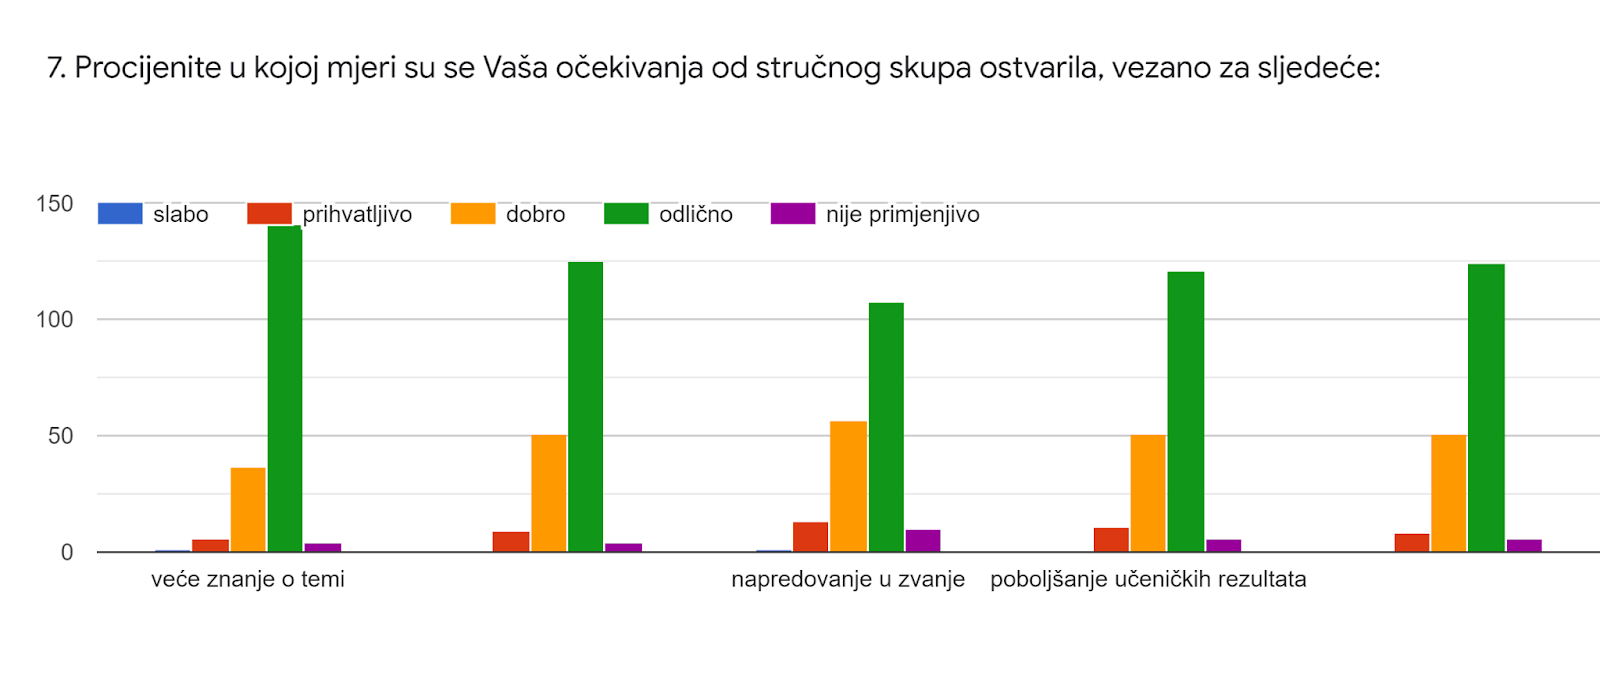 7. Procijenite u kojoj mjeri su se Vaša očekivanja od stručnog skupa ostvarila, vezano za sljedeće:
150
slabo prihvatljivo dobro odlično nije primjenjivo
100
50
0
veće znanje o temi napredovanje u zvanje poboljšanje učeničkih rezultata